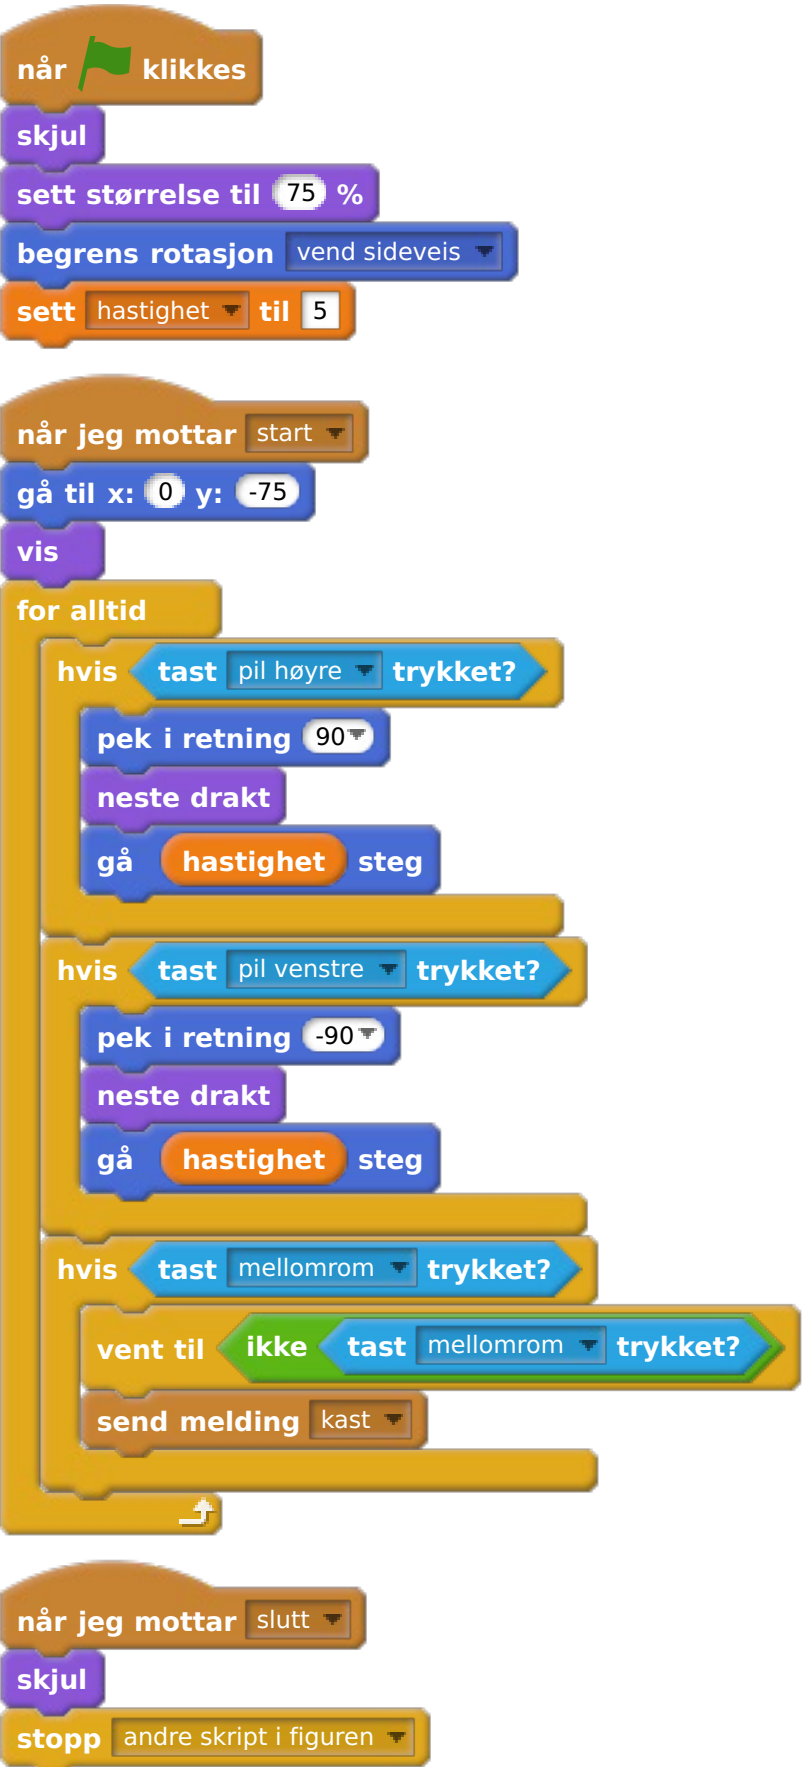 når klikkes
skjul
sett størrelse til 75 %
begrens rotasjon vend sideveis
sett hastighet til 5
når jeg mottar start
gå til x: 0 y: -75
vis
for alltid
hvis tast pil høyre trykket?
pek i retning 90
neste drakt
gå hastighet steg
hvis tast pil venstre trykket?
pek i retning -90
neste drakt
gå hastighet steg
hvis tast mellomrom trykket?
vent til ikke tast mellomrom trykket?
send melding kast
når jeg mottar slutt
skjul
stopp andre skript i figuren